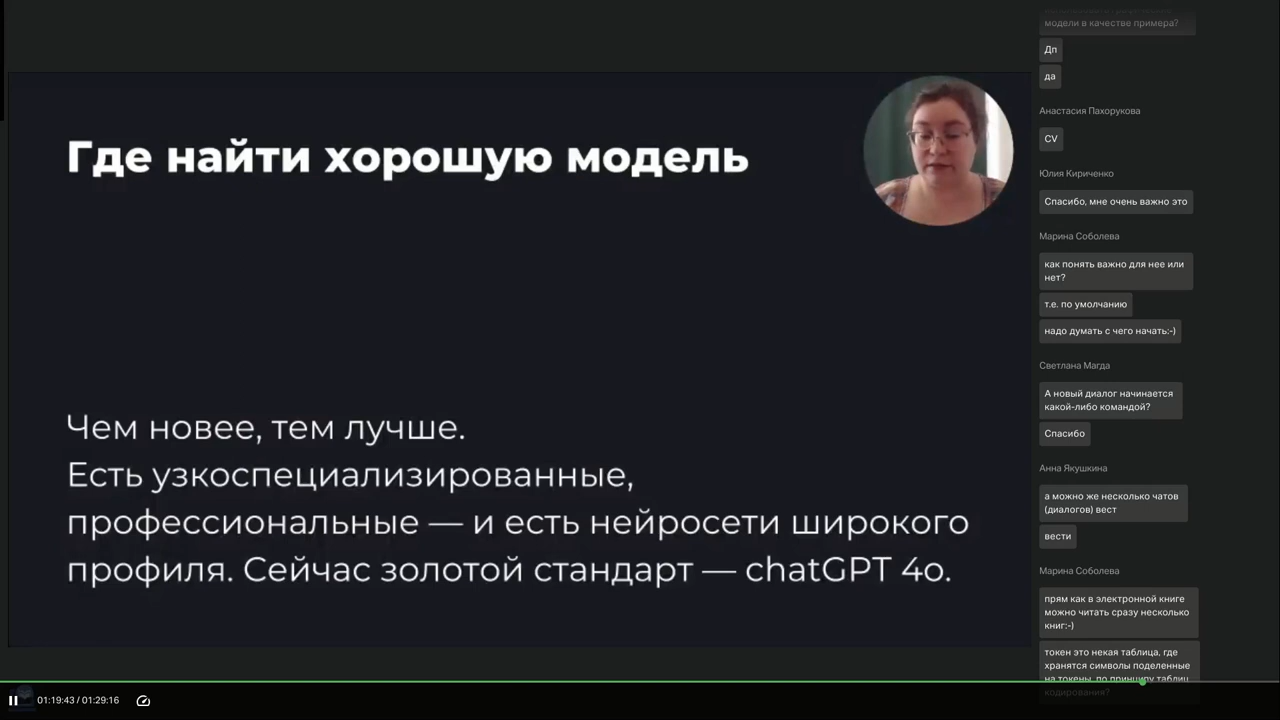 Где найти хорошую модель
Чем новее, тем лучше.
Есть узкоспециализированные,
профессиональные — и есть нейросети широкого
профиля. Сейчас золотой стандарт — chatGPT 4o.
модели в качестве примера?
Дп
да
Анастасия Пахорукова
CV
Юлия Кириченко
Спасибо, мне очень важно это
Марина Соболева
как понять важно для нее или
нет?
т.е. по умолчанию
надо думать с чего начать:-)
Светлана Магда
А новый диалог начинается
какой-либо командой?
Спасибо
Анна Якушкина
а можно же несколько чатов
(диалогов) вест
вести
Марина Соболева
прям как в электронной книге
можно читать сразу несколько
книг:-)
токен это некая таблица, где
хранятся символы поделенные
на токены, по принципу таблиц
кодирования?
01:19:43 / 01:29:16